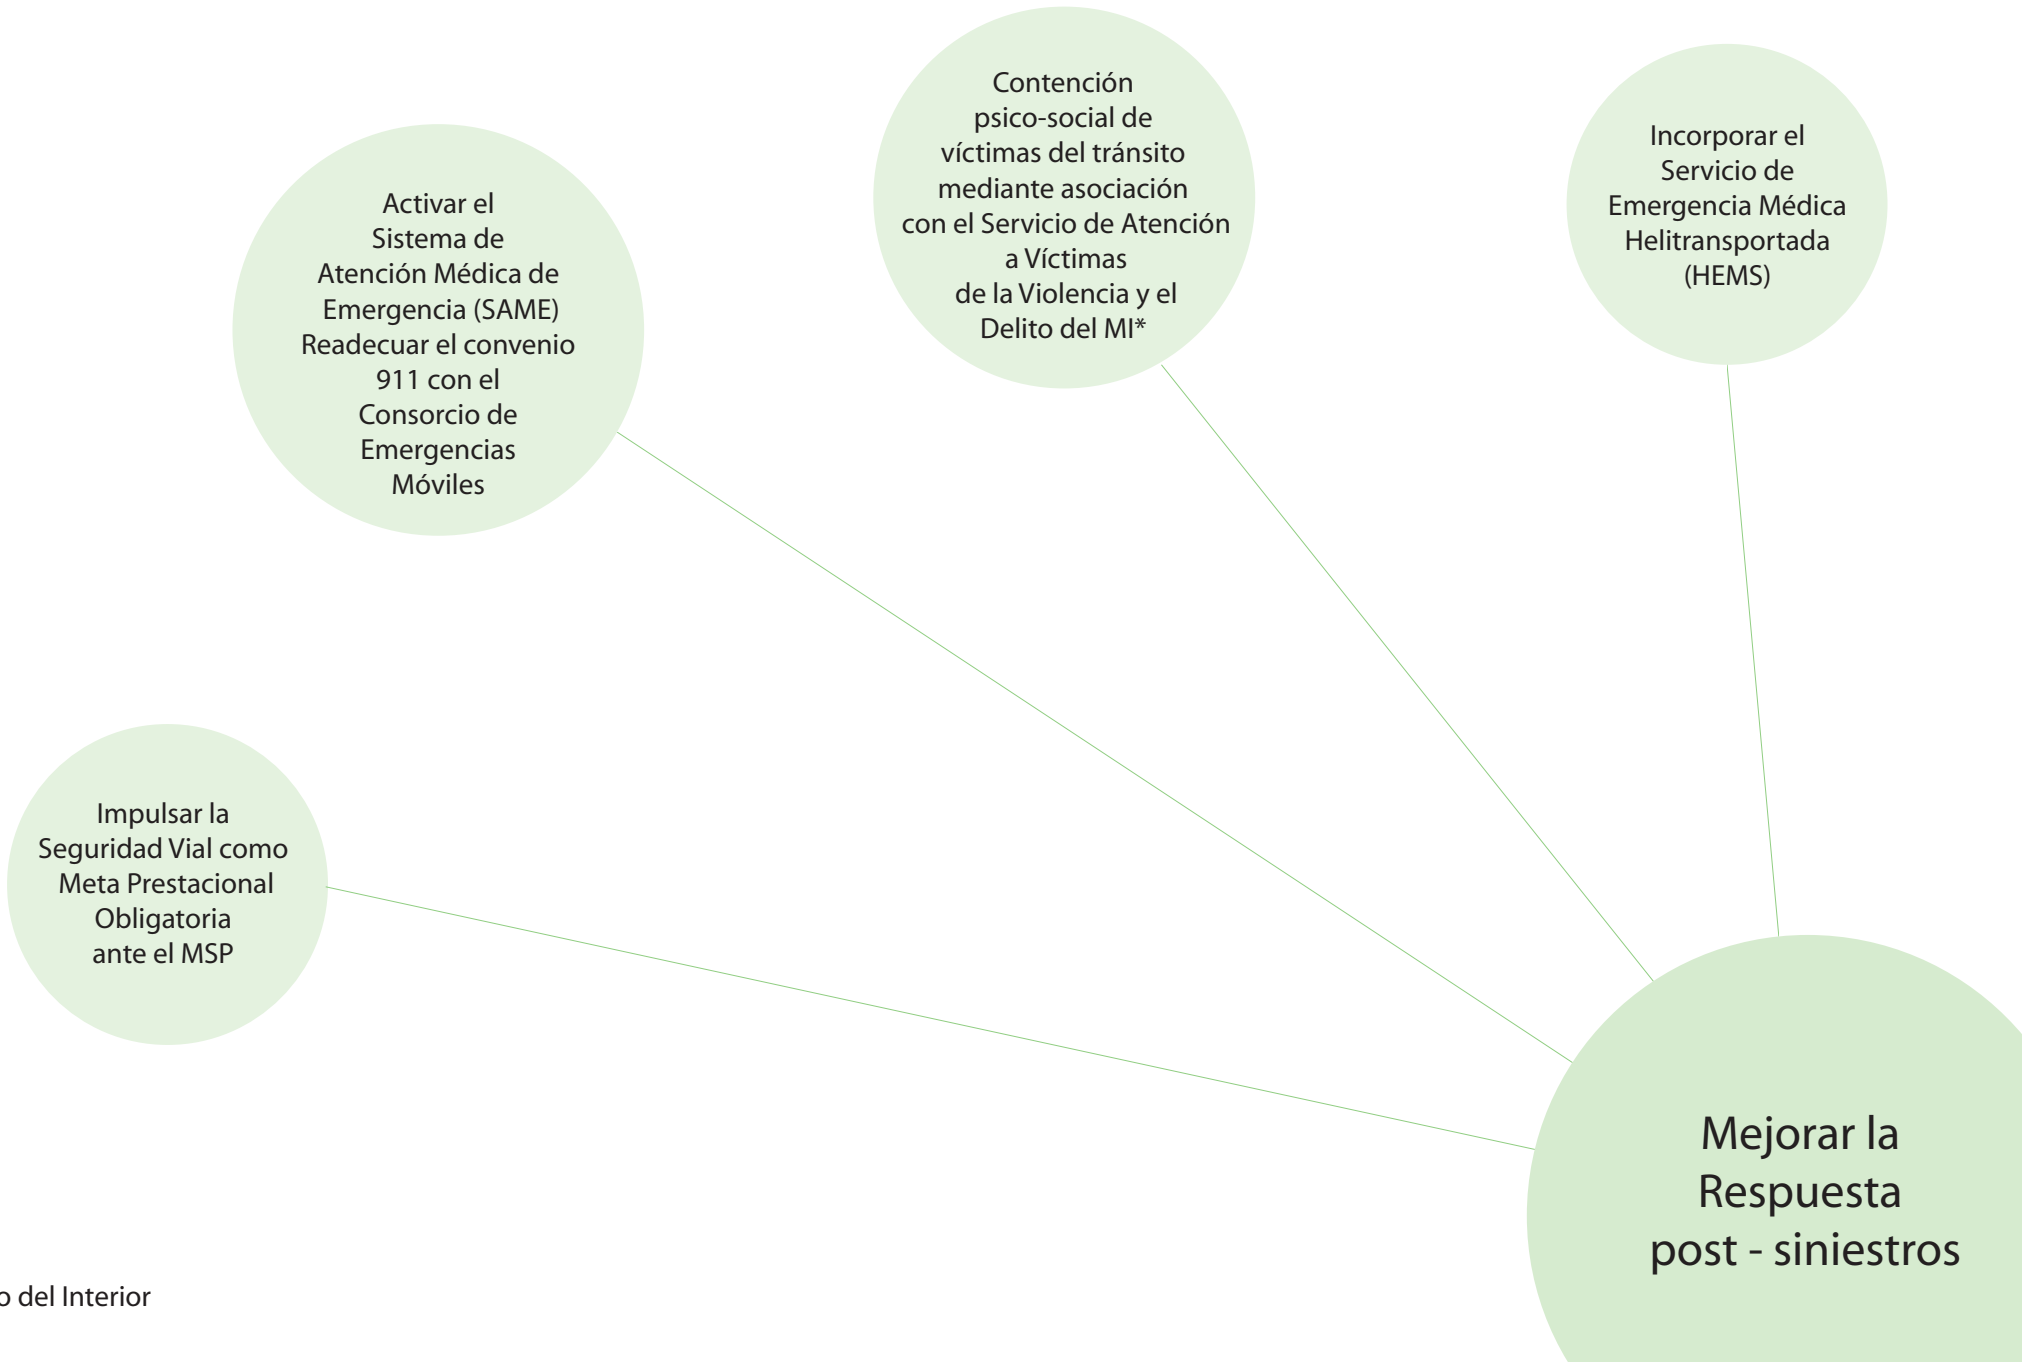 Contención
psico-social de
víctimas del tránsito
mediante asociación
con el Servicio de Atención
a Víctimas
de la Violencia y el
Delito del MI*
Incorporar el
Servicio de
Emergencia Médica
Helitransportada
(HEMS)
Activar el
Sistema de
Atención Médica de
Emergencia (SAME)
Readecuar el convenio
911 con el
Consorcio de
Emergencias
Móviles
Impulsar la
Seguridad Vial como
Meta Prestacional
Obligatoria
ante el MSP
Mejorar la
Respuesta
post - siniestros
o del Interior